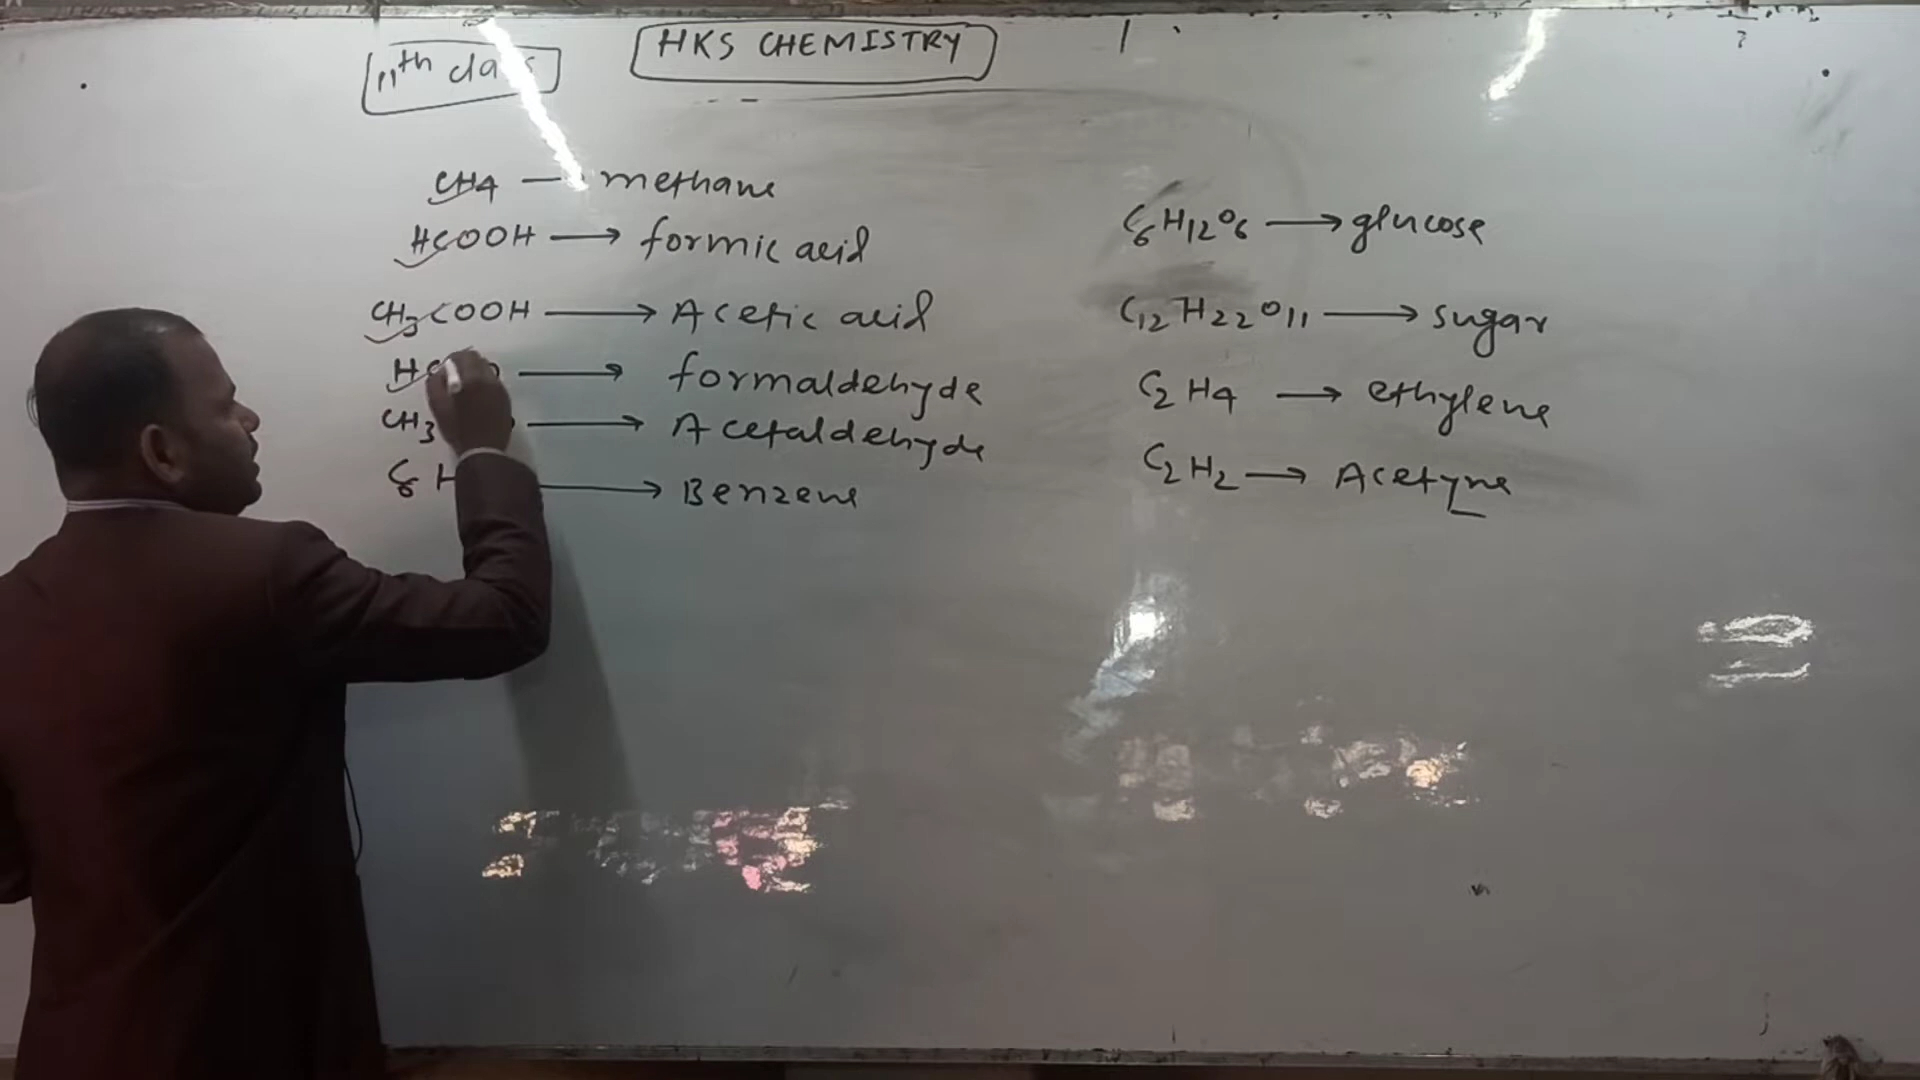 11th class
HKS CHEMISTRY
CH4 — methane
HCOOH → formic acid
CH3COOH → Acetic acid
H → formaldehyde
CH3 → Acetaldehyde
C6 H → Benzene
C6H12O6 → glucose
C12H22O11 → sugar
C2H4 → ethylene
C2H2 → Acetyne